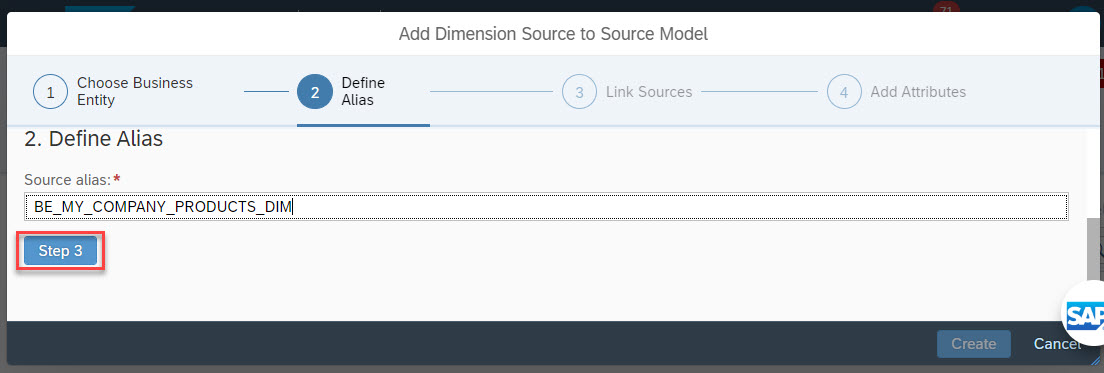 71
Add Dimension Source to Source Model
1
Choose Business
Entity
2
Define
Alias
3
Link Sources
4
Add Attributes
2. Define Alias
Source alias:*
BE_MY_COMPANY_PRODUCTS_DIM
Step 3
SAP
Create
Cancel